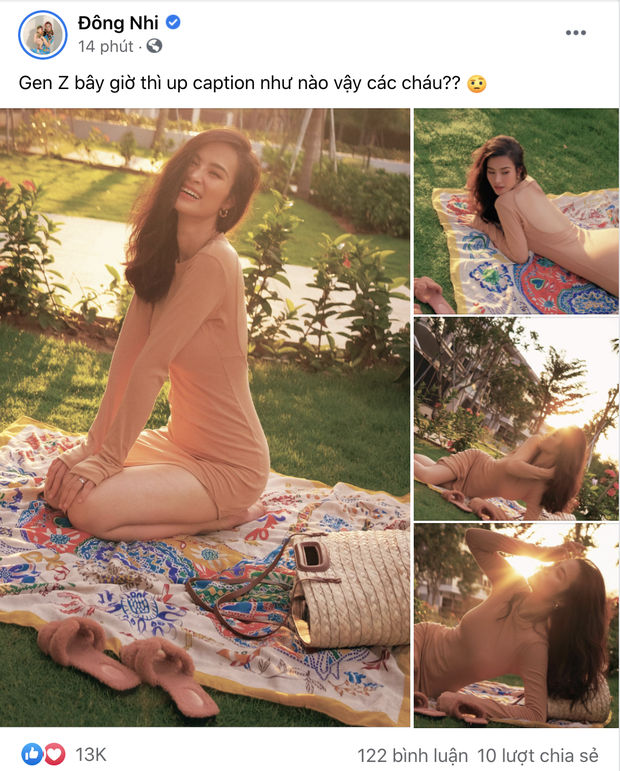 Đông Nhi
14 phút ·
Gen Z bây giờ thì up caption như nào vậy các cháu?? 😟
13K 122 bình luận 10 lượt chia sẻ